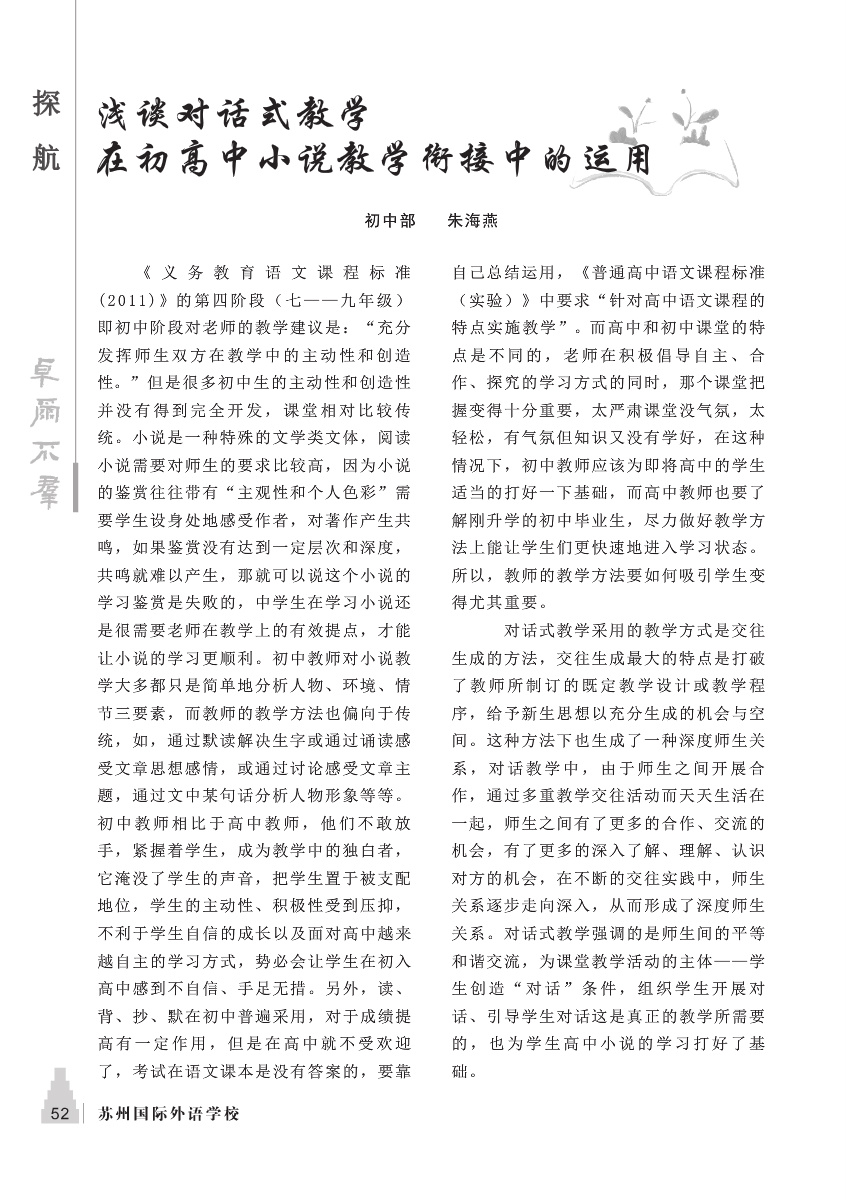 探
航
卓
尔
不
群
浅谈对话式教学
在初高中小说教学衔接中的运用
初中部 朱海燕
《义务教育语文课程标准
(2011)》的第四阶段（七——九年级）
即初中阶段对老师的教学建议是：“充分
发挥师生双方在教学中的主动性和创造
性。”但是很多初中生的主动性和创造性
并没有得到完全开发，课堂相对比较传
统。小说是一种特殊的文学类文体，阅读
小说需要对师生的要求比较高，因为小说
的鉴赏往往带有“主观性和个人色彩”需
要学生设身处地感受作者，对著作产生共
鸣，如果鉴赏没有达到一定层次和深度，
共鸣就难以产生，那就可以说这个小说的
学习鉴赏是失败的，中学生在学习小说还
是很需要老师在教学上的有效提点，才能
让小说的学习更顺利。初中教师对小说教
学大多都只是简单地分析人物、环境、情
节三要素，而教师的教学方法也偏向于传
统，如，通过默读解决生字或通过诵读感
受文章思想感情，或通过讨论感受文章主
题，通过文中某句话分析人物形象等等。
初中教师相比于高中教师，他们不敢放
手，紧握着学生，成为教学中的独白者，
它淹没了学生的声音，把学生置于被支配
地位，学生的主动性、积极性受到压抑，
不利于学生自信的成长以及面对高中越来
越自主的学习方式，势必会让学生在初入
高中感到不自信、手足无措。另外，读、
背、抄、默在初中普遍采用，对于成绩提
高有一定作用，但是在高中就不受欢迎
了，考试在语文课本是没有答案的，要靠
自己总结运用，《普通高中语文课程标准
（实验）》中要求“针对高中语文课程的
特点实施教学”。而高中和初中课堂的特
点是不同的，老师在积极倡导自主、合
作、探究的学习方式的同时，那个课堂把
握变得十分重要，太严肃课堂没气氛，太
轻松，有气氛但知识又没有学好，在这种
情况下，初中教师应该为即将高中的学生
适当的打好一下基础，而高中教师也要了
解刚升学的初中毕业生，尽力做好教学方
法上能让学生们更快速地进入学习状态。
所以，教师的教学方法要如何吸引学生变
得尤其重要。
对话式教学采用的教学方式是交往
生成的方法，交往生成最大的特点是打破
了教师所制订的既定教学设计或教学程
序，给予新生思想以充分生成的机会与空
间。这种方法下也生成了一种深度师生关
系，对话教学中，由于师生之间开展合
作，通过多重教学交往活动而天天生活在
一起，师生之间有了更多的合作、交流的
机会，有了更多的深入了解、理解、认识
对方的机会，在不断的交往实践中，师生
关系逐步走向深入，从而形成了深度师生
关系。对话式教学强调的是师生间的平等
和谐交流，为课堂教学活动的主体——学
生创造“对话”条件，组织学生开展对
话、引导学生对话这是真正的教学所需要
的，也为学生高中小说的学习打好了基
础。
52 苏州国际外语学校